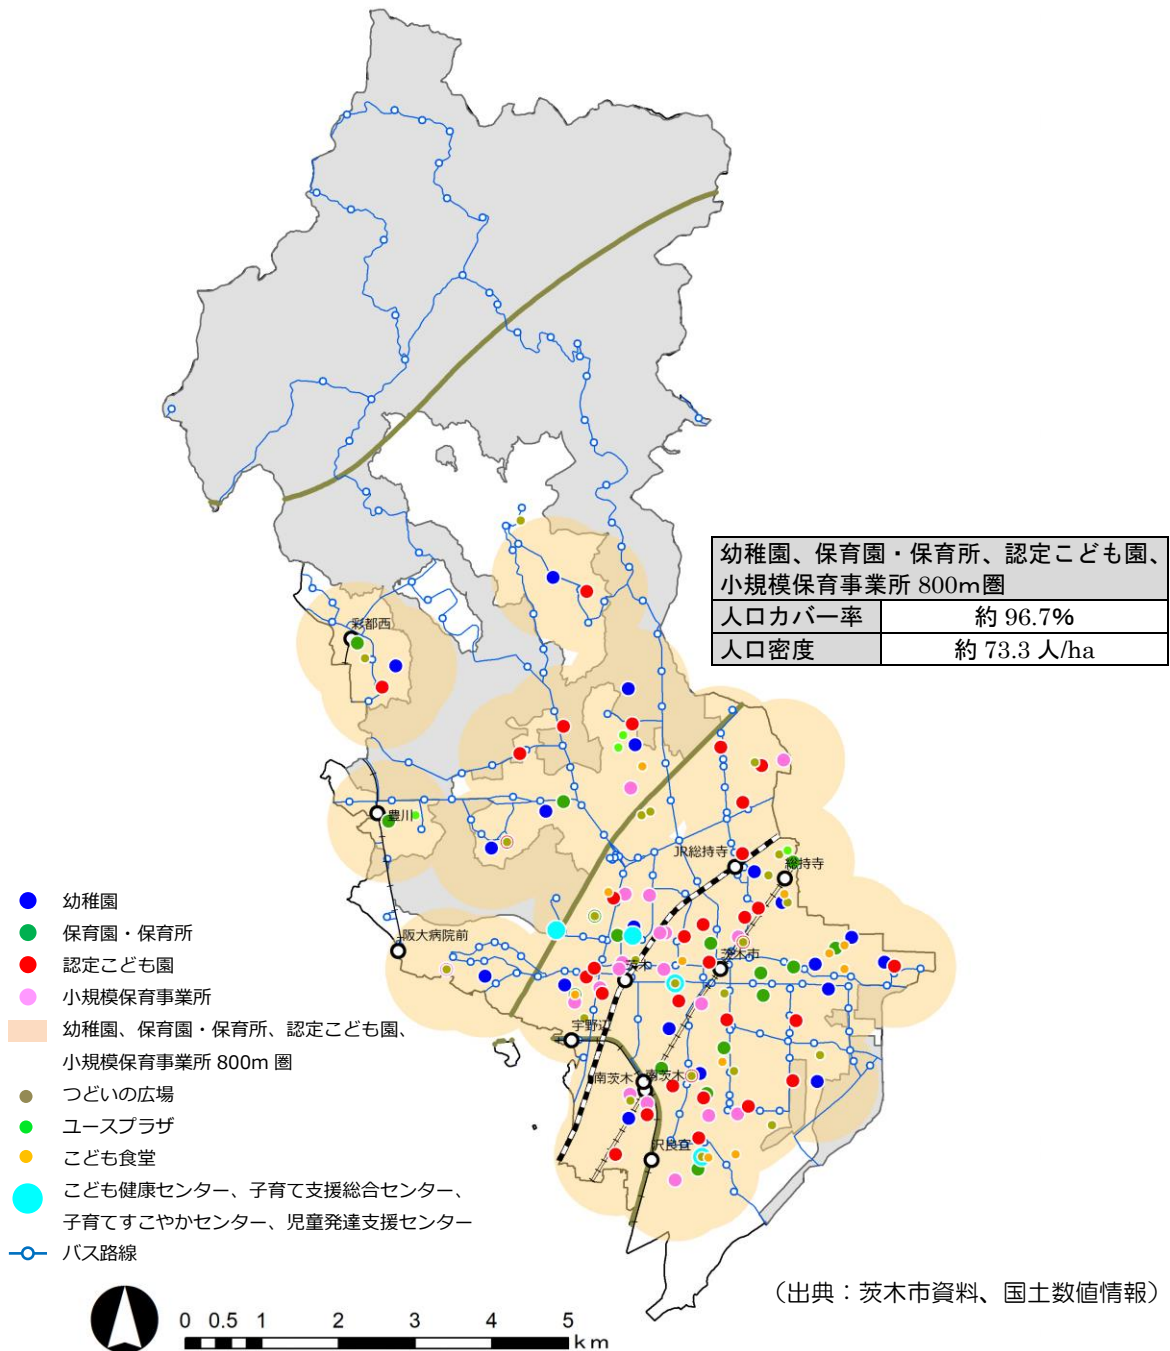 幼稚園、保育園・保育所、認定こども園、
小規模保育事業所 800m圏
人口カバー率 約 96.7%
人口密度 約 73.3 人/ha
彩都西
豊川
JR総持寺
総持寺
阪大病院前
茨木市
茨木
宇野辺
南茨木
南茨木
沢良宜
幼稚園
保育園・保育所
認定こども園
小規模保育事業所
幼稚園、保育園・保育所、認定こども園、
小規模保育事業所 800m 圏
つどいの広場
ユースプラザ
こども食堂
こども健康センター、子育て支援総合センター、
子育てすこやかセンター、児童発達支援センター
バス路線
(出典：茨木市資料、国土数値情報)
0 0.5 1 2 3 4 5
km